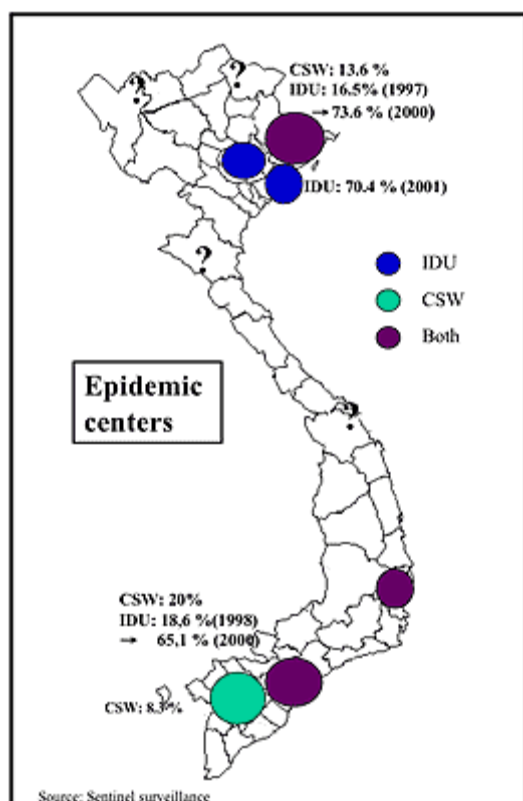 ?
?
CSW: 13.6 %
IDU: 16.5% (1997)
→ 73.6 % (2000)
IDU: 70.4 % (2001)
?
IDU
CSW
Both
Epidemic
centers
?
CSW: 20%
IDU: 18,6 %(1998)
→ 65,1 % (2000)
CSW: 8.3 %
Source: Sentinel surveillance